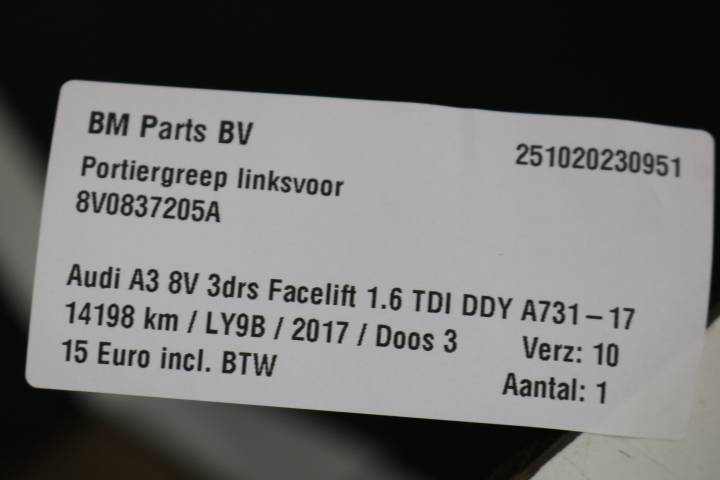 BM Parts BV
251020230951
Portiergreep linksvoor
8V0837205A
Audi A3 8V 3drs Facelift 1.6 TDI DDY A731-17
14198 km / LY9B / 2017 / Doos 3
Verz: 10
15 Euro incl. BTW
Aantal: 1